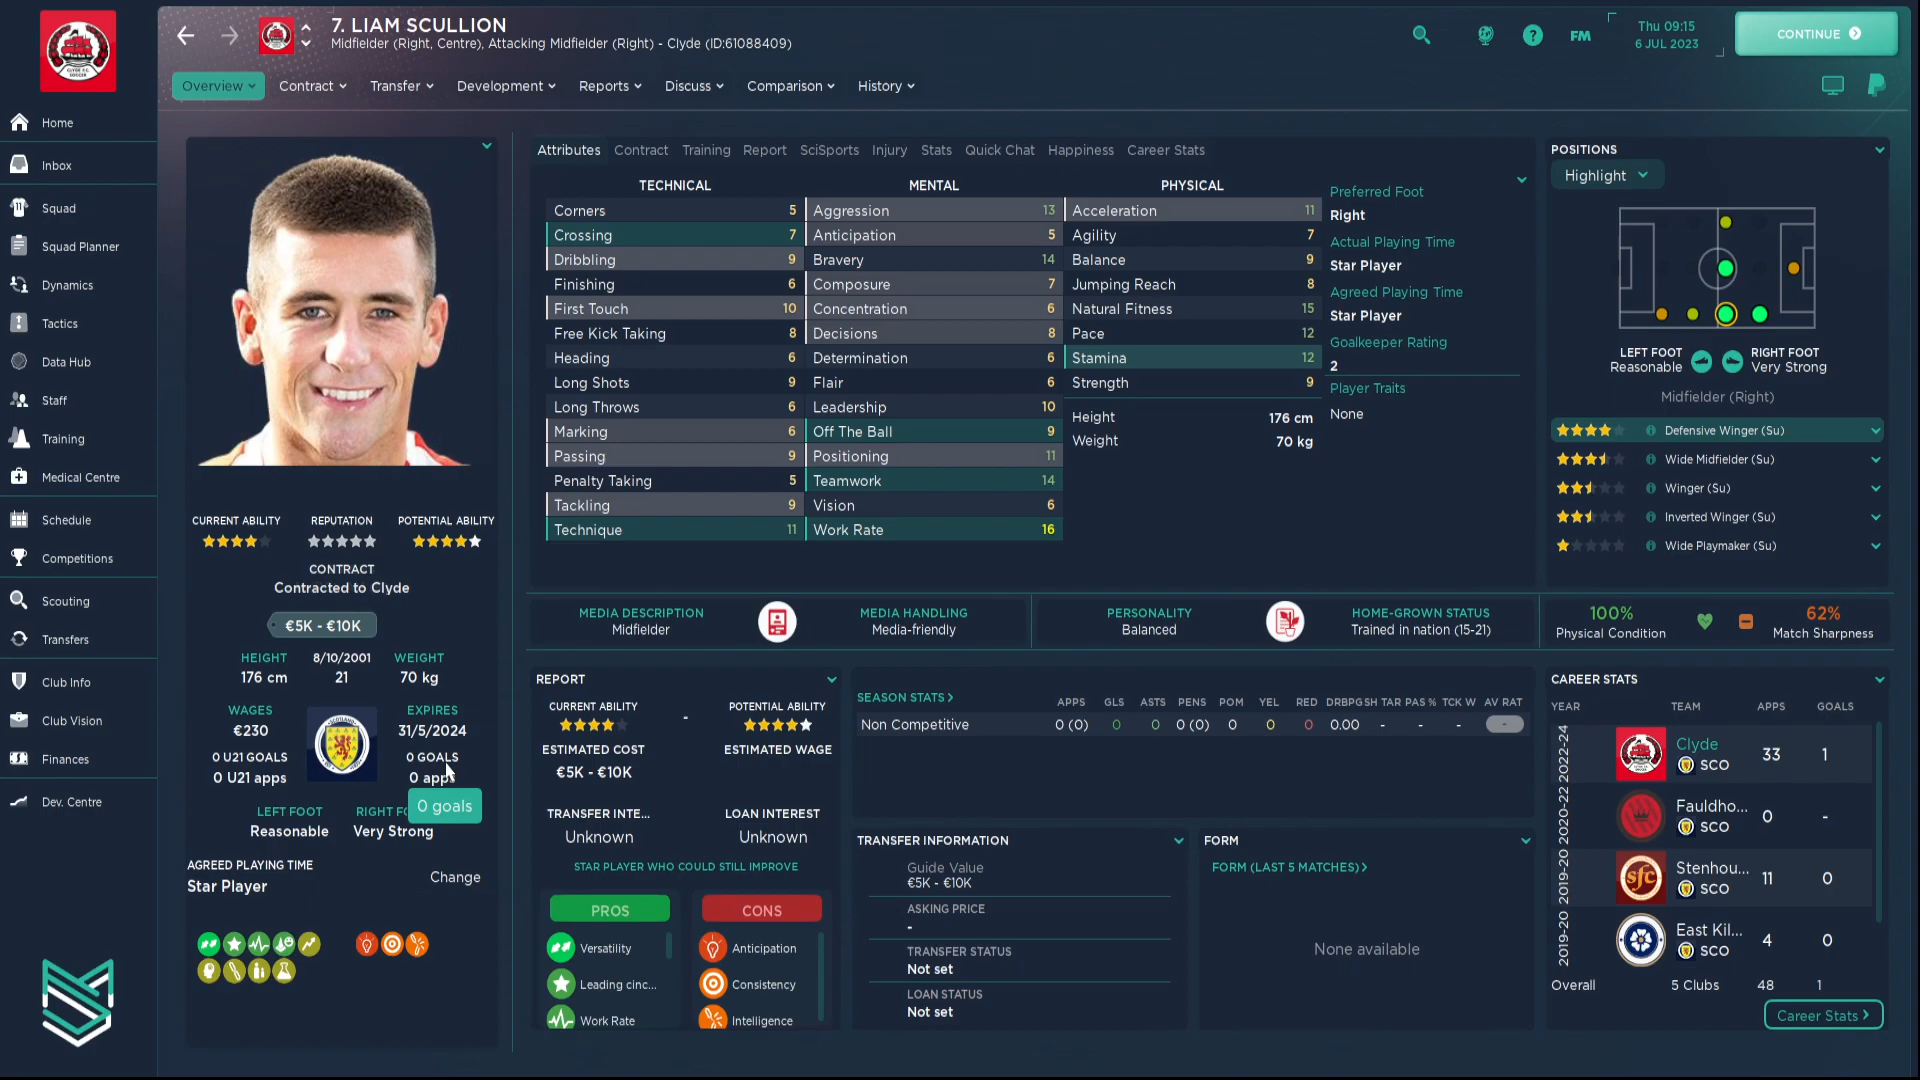 7. LIAM SCULLION
Midfielder (Right, Centre), Attacking Midfielder (Right) - Clyde (ID:61088409)
FM
Thu 09:15
6 JUL 2023
CONTINUE
Overview
Contract
Transfer
Development
Reports
Discuss
Comparison
History
Home
Inbox
Squad
Squad Planner
Dynamics
Tactics
Data Hub
Staff
Training
Medical Centre
Schedule
Competitions
Scouting
Transfers
Club Info
Club Vision
Finances
Dev. Centre
CURRENT ABILITY
REPUTATION
POTENTIAL ABILITY
CONTRACT
Contracted to Clyde
€5K - €10K
HEIGHT 8/10/2001 WEIGHT
176 cm 21 70 kg
WAGES EXPIRES
€230 31/5/2024
0 U21 GOALS 0 GOALS
0 U21 apps 0 apps
0 goals
LEFT FOOT RIGHT FO
Reasonable Very Strong
AGREED PLAYING TIME
Star Player
Change
Attributes Contract Training Report SciSports Injury Stats Quick Chat Happiness Career Stats
TECHNICAL
Corners 5
Crossing 7
Dribbling 9
Finishing 6
First Touch 10
Free Kick Taking 8
Heading 6
Long Shots 9
Long Throws 6
Marking 6
Passing 9
Penalty Taking 5
Tackling 9
Technique 11
MENTAL
Aggression 13
Anticipation 5
Bravery 14
Composure 7
Concentration 6
Decisions 8
Determination 6
Flair 6
Leadership 10
Off The Ball 9
Positioning 11
Teamwork 14
Vision 6
Work Rate 16
PHYSICAL
Acceleration 11
Agility 7
Balance 9
Jumping Reach 8
Natural Fitness 15
Pace 12
Stamina 12
Strength 9
Height 176 cm
Weight 70 kg
Preferred Foot
Right
Actual Playing Time
Star Player
Agreed Playing Time
Star Player
Goalkeeper Rating
2
Player Traits
None
POSITIONS
Highlight
LEFT FOOT
Reasonable
RIGHT FOOT
Very Strong
Midfielder (Right)
Defensive Winger (Su)
Wide Midfielder (Su)
Winger (Su)
Inverted Winger (Su)
Wide Playmaker (Su)
MEDIA DESCRIPTION
Midfielder
MEDIA HANDLING
Media-friendly
PERSONALITY
Balanced
HOME-GROWN STATUS
Trained in nation (15-21)
100%
Physical Condition
62%
Match Sharpness
REPORT
CURRENT ABILITY
-
POTENTIAL ABILITY
ESTIMATED COST
€5K - €10K
ESTIMATED WAGE
TRANSFER INTE...
Unknown
LOAN INTEREST
Unknown
STAR PLAYER WHO COULD STILL IMPROVE
PROS
Versatility
Leading circ...
Work Rate
CONS
Anticipation
Consistency
Intelligence
SEASON STATS
APPS GLS ASTS PENS POM YEL RED DRBPG SH TAR PAS % TCK W AV RAT
Non Competitive 0 (0) 0 0 0 (0) 0 0 0 0.00 - - - -
TRANSFER INFORMATION
Guide Value
€5K - €10K
ASKING PRICE
-
TRANSFER STATUS
Not set
LOAN STATUS
Not set
FORM
FORM (LAST 5 MATCHES)
None available
CAREER STATS
YEAR TEAM APPS GOALS
2022-24 Clyde 33 1
SCO
2020-22 Fauldho... 0 -
SCO
2019-20 Stenhou... 11 0
SCO
2019-20 East Kil... 4 0
SCO
Overall 5 Clubs 48 1
Career Stats